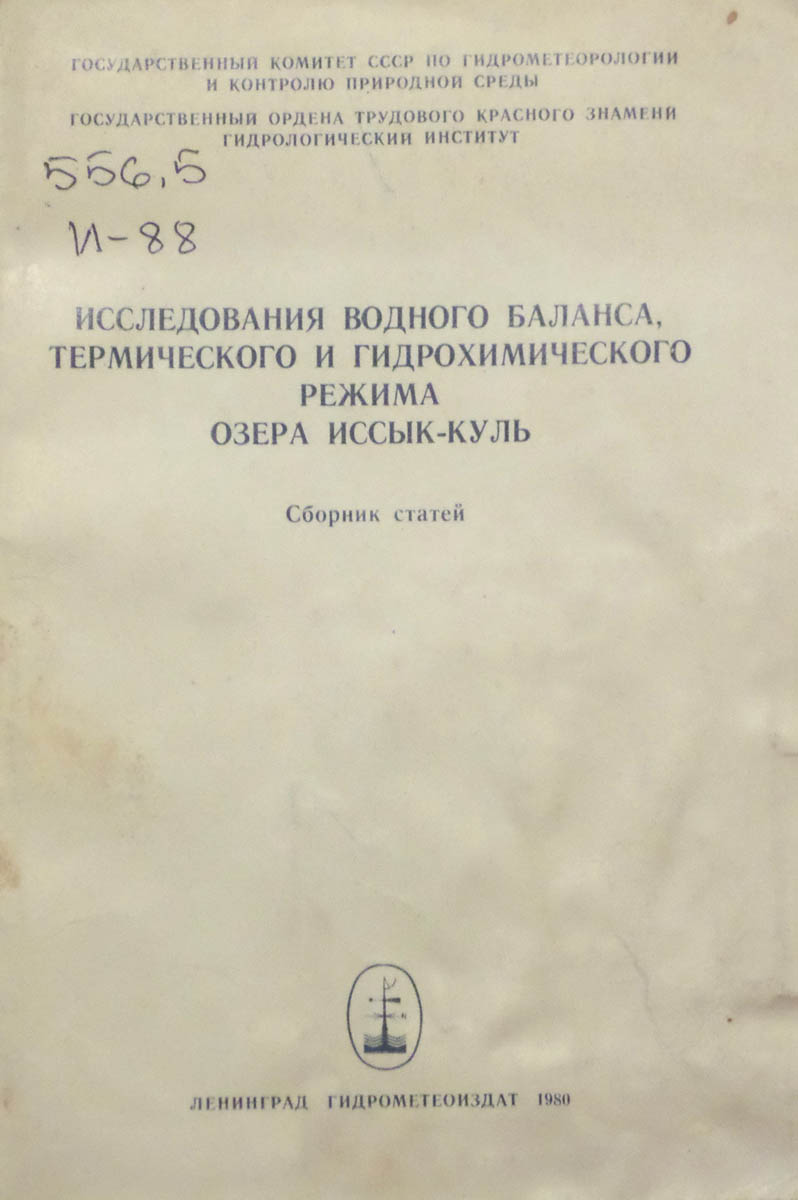 ГОСУДАРСТВЕННЫЙ КОМИТЕТ СССР ПО ГИДРОМЕТЕОРОЛОГИИ
И КОНТРОЛЮ ПРИРОДНОЙ СРЕДЫ
ГОСУДАРСТВЕННЫЙ ОРДЕНА ТРУДОВОГО КРАСНОГО ЗНАМЕНИ
ГИДРОЛОГИЧЕСКИЙ ИНСТИТУТ
556,5
И-88
ИССЛЕДОВАНИЯ ВОДНОГО БАЛАНСА,
ТЕРМИЧЕСКОГО И ГИДРОХИМИЧЕСКОГО
РЕЖИМА
ОЗЕРА ИССЫК-КУЛЬ
Сборник статей
ЛЕНИНГРАД ГИДРОМЕТЕОИЗДАТ 1980